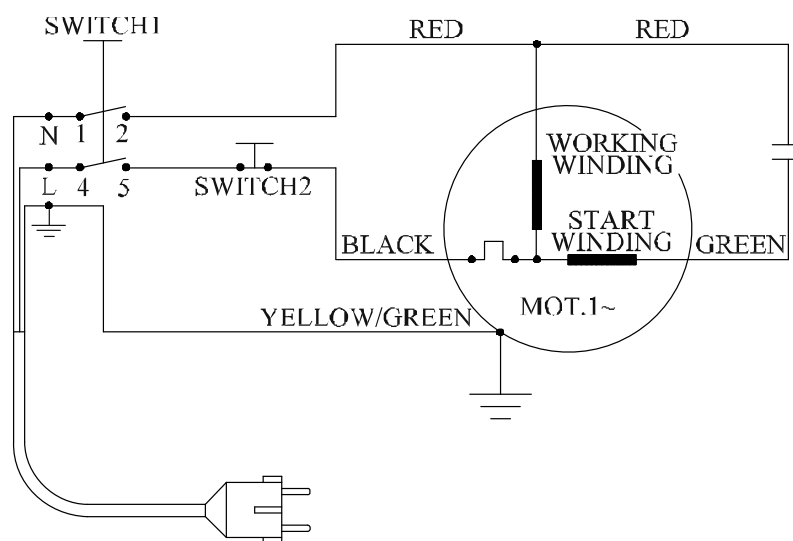 SWITCH1
RED
RED
N 1 2
WORKING
WINDING
L 4 5
SWITCH2
START
WINDING
BLACK
GREEN
MOT.1~
YELLOW/GREEN